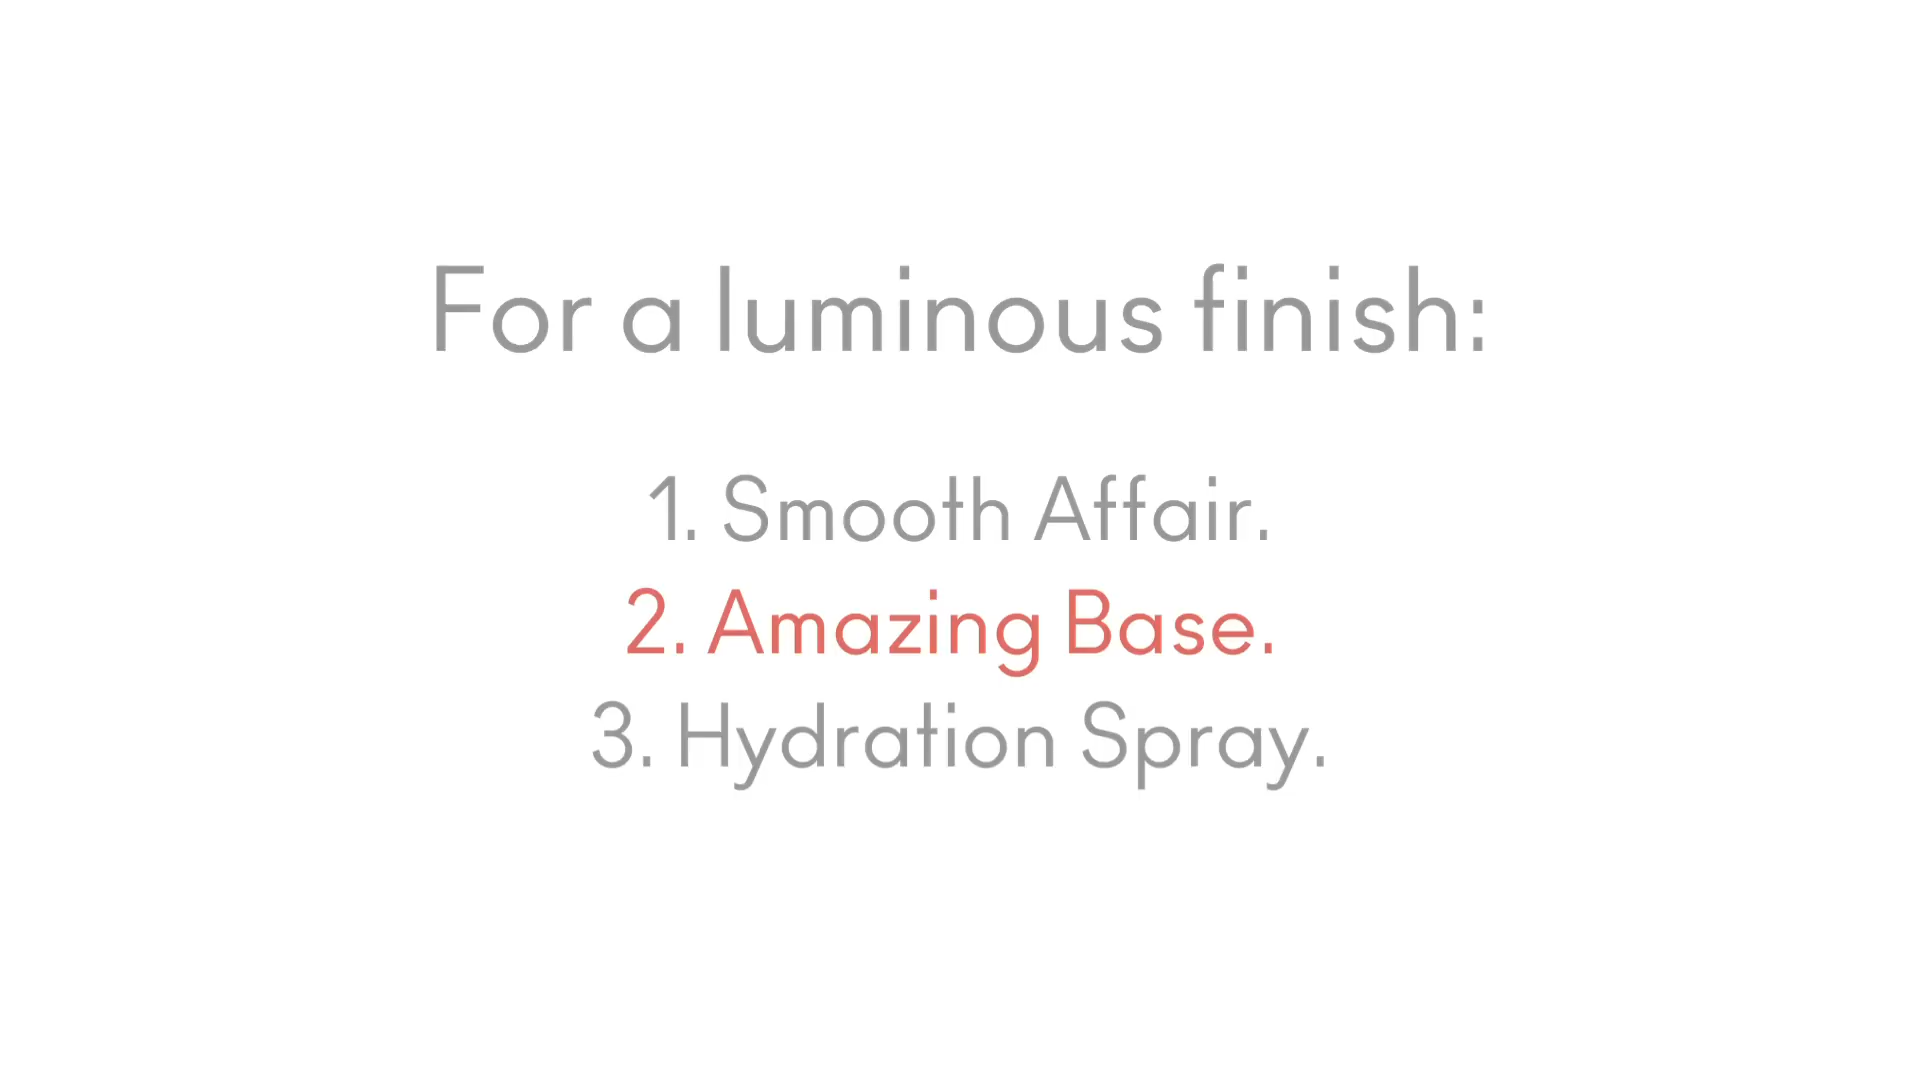 For a luminous finish:
1. Smooth Affair.
2. Amazing Base.
3. Hydration Spray.